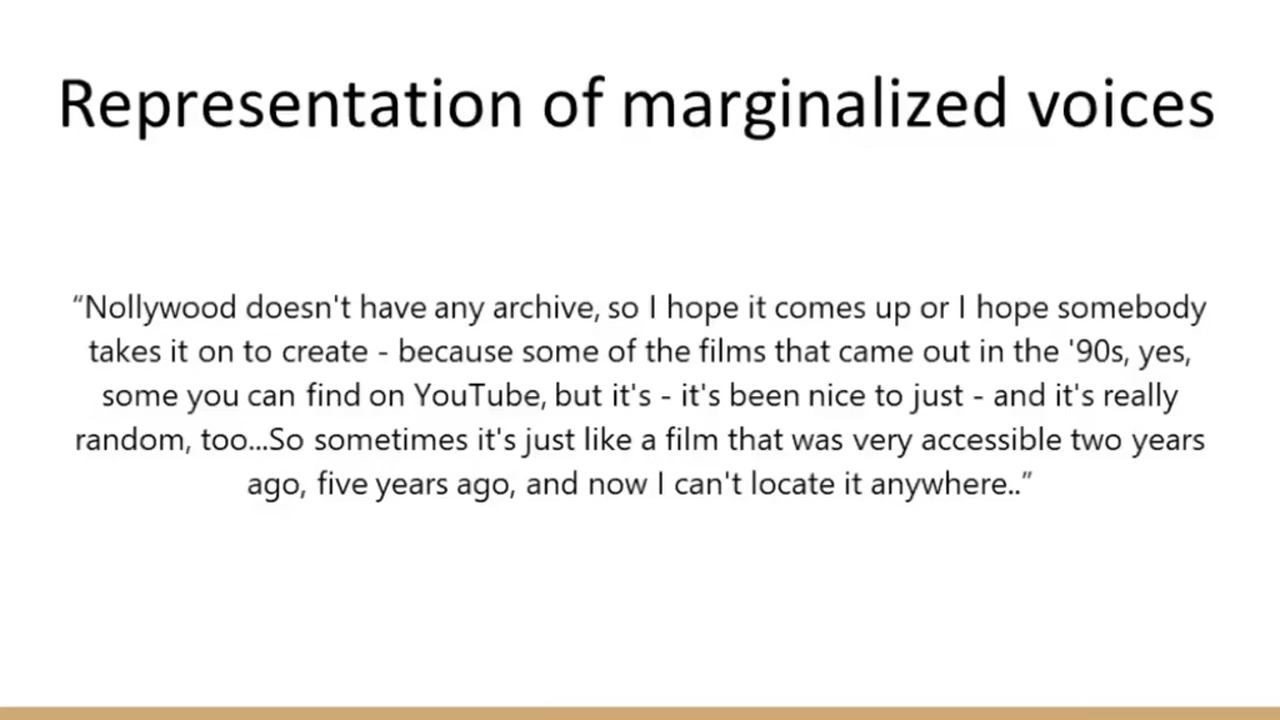 Representation of marginalized voices
“Nollywood doesn't have any archive, so I hope it comes up or I hope somebody
takes it on to create - because some of the films that came out in the '90s, yes,
some you can find on YouTube, but it's - it's been nice to just - and it's really
random, too...So sometimes it's just like a film that was very accessible two years
ago, five years ago, and now I can't locate it anywhere..”